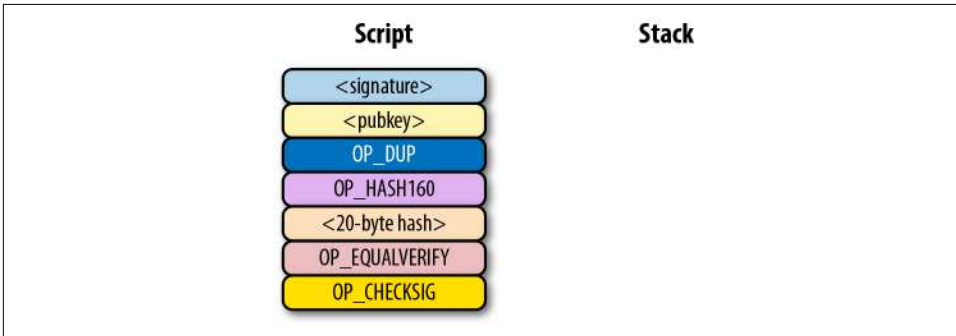 Script Stack
<signature>
<pubkey>
OP_DUP
OP_HASH160
<20-byte hash>
OP_EQUALVERIFY
OP_CHECKSIG